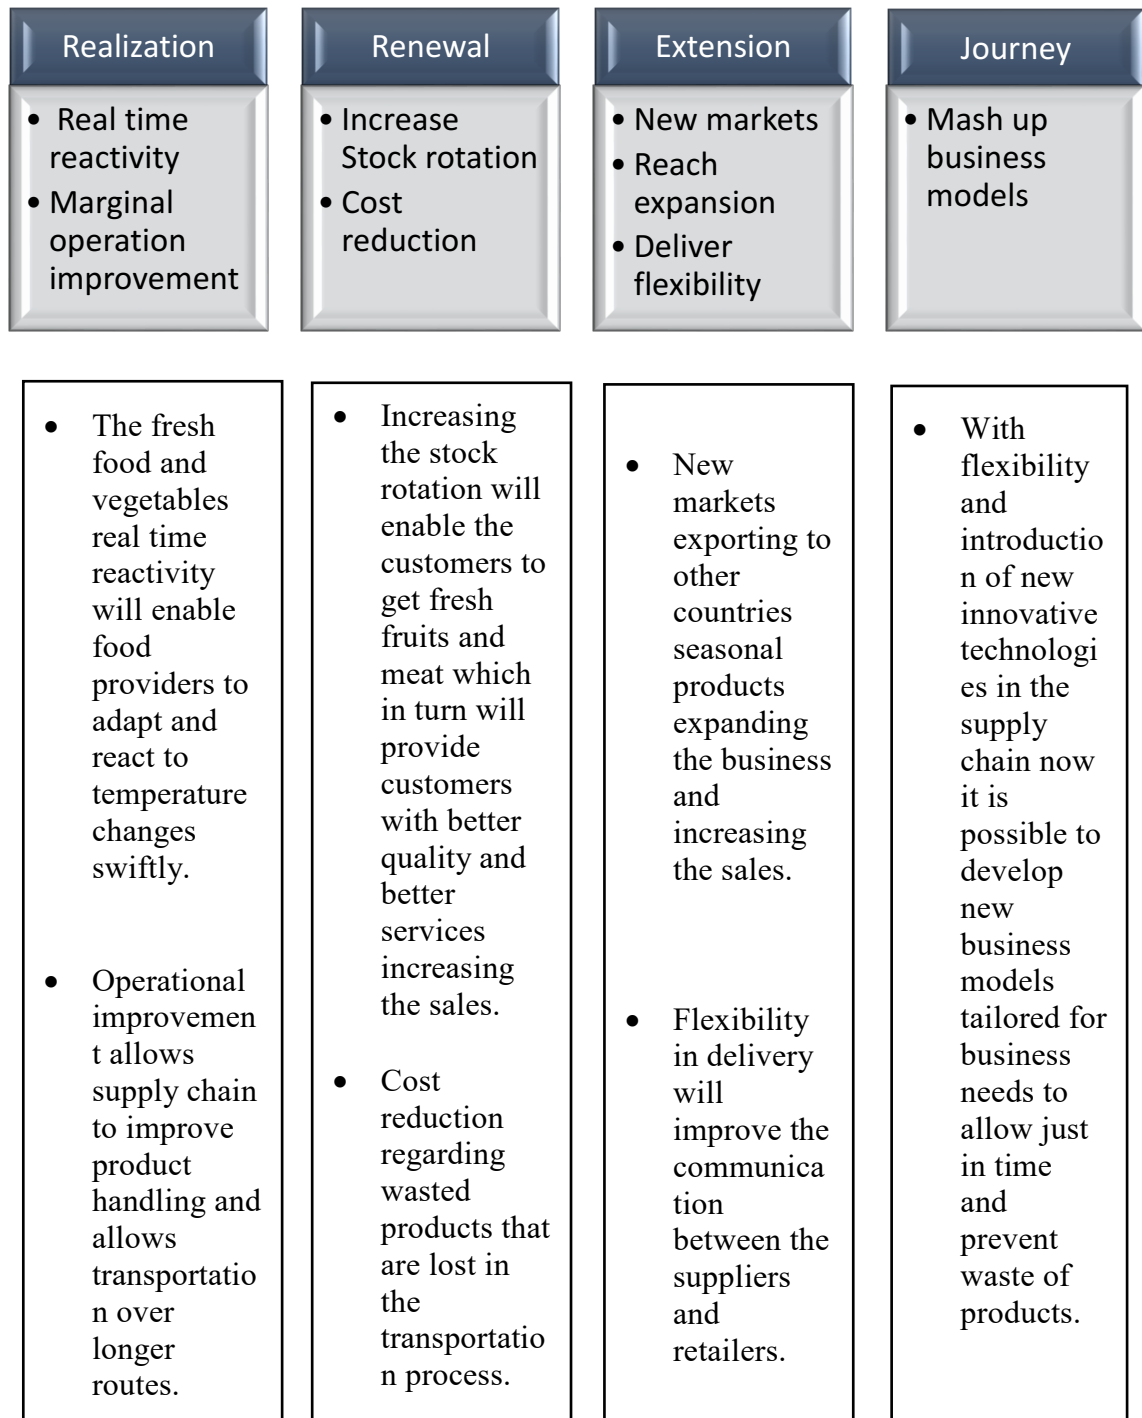 Realization
• Real time
reactivity
• Marginal
operation
improvement
Renewal
• Increase
Stock rotation
• Cost
reduction
Extension
• New markets
• Reach
expansion
• Deliver
flexibility
Journey
• Mash up
business
models
• The fresh
food and
vegetables
real time
reactivity
will enable
food
providers to
adapt and
react to
temperature
changes
swiftly.
• Operational
improvemen
t allows
supply chain
to improve
product
handling and
allows
transportatio
n over
longer
routes.
• Increasing
the stock
rotation will
enable the
customers to
get fresh
fruits and
meat which
in turn will
provide
customers
with better
quality and
better
services
increasing
the sales.
• Cost
reduction
regarding
wasted
products that
are lost in
the
transportatio
n process.
• New
markets
exporting to
other
countries
seasonal
products
expanding
the business
and
increasing
the sales.
• Flexibility
in delivery
will
improve the
communica
tion
between the
suppliers
and
retailers.
• With
flexibility
and
introductio
n of new
innovative
technologi
es in the
supply
chain now
it is
possible to
develop
new
business
models
tailored for
business
needs to
allow just
in time
and
prevent
waste of
products.